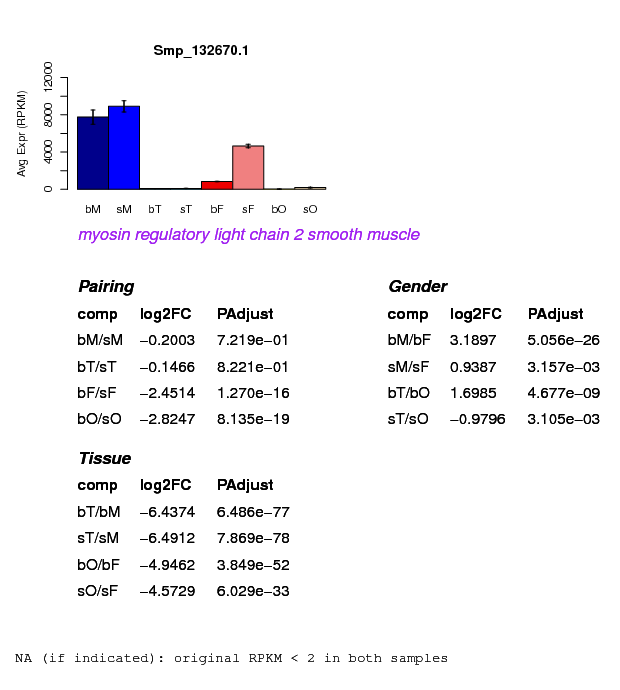 Smp_132670.1
Avg Expr (RPKM)
0 4000 8000 12000
bM sM bT sT bF sF bO sO
myosin regulatory light chain 2 smooth muscle
Pairing
comp log2FC PAdjust
bM/sM −0.2003 7.219e−01
bT/sT −0.1466 8.221e−01
bF/sF −2.4514 1.270e−16
bO/sO −2.8247 8.135e−19
Gender
comp log2FC PAdjust
bM/bF 3.1897 5.056e−26
sM/sF 0.9387 3.157e−03
bT/bO 1.6985 4.677e−09
sT/sO −0.9796 3.105e−03
Tissue
comp log2FC PAdjust
bT/bM −6.4374 6.486e−77
sT/sM −6.4912 7.869e−78
bO/bF −4.9462 3.849e−52
sO/sF −4.5729 6.029e−33
NA (if indicated): original RPKM < 2 in both samples